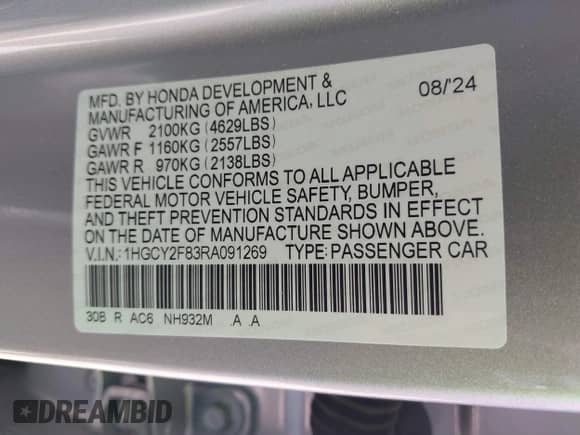 MFD. BY HONDA DEVELOPMENT & 08/24
MANUFACTURING OF AMERICA, LLC
GVWR 2100KG (4629LBS)
GAWR F 1160KG (2557LBS)
GAWR R 970KG (2138LBS)
THIS VEHICLE CONFORMS TO ALL APPLICABLE
FEDERAL MOTOR VEHICLE SAFETY, BUMPER,
AND THEFT PREVENTION STANDARDS IN EFFECT
ON THE DATE OF MANUFACTURE SHOWN ABOVE.
V.I.N.: 1HGCY2F83RA091269 TYPE: PASSENGER CAR
30B R AC6 NH932M .A .A
DREAMBID